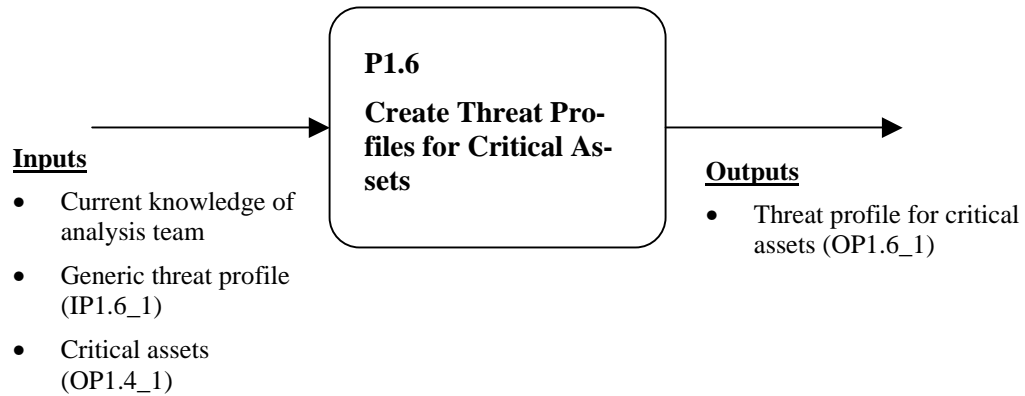 P1.6
Create Threat Pro-
files for Critical As-
sets
Inputs
• Current knowledge of
analysis team
• Generic threat profile
(IP1.6_1)
• Critical assets
(OP1.4_1)
Outputs
• Threat profile for critical
assets (OP1.6_1)